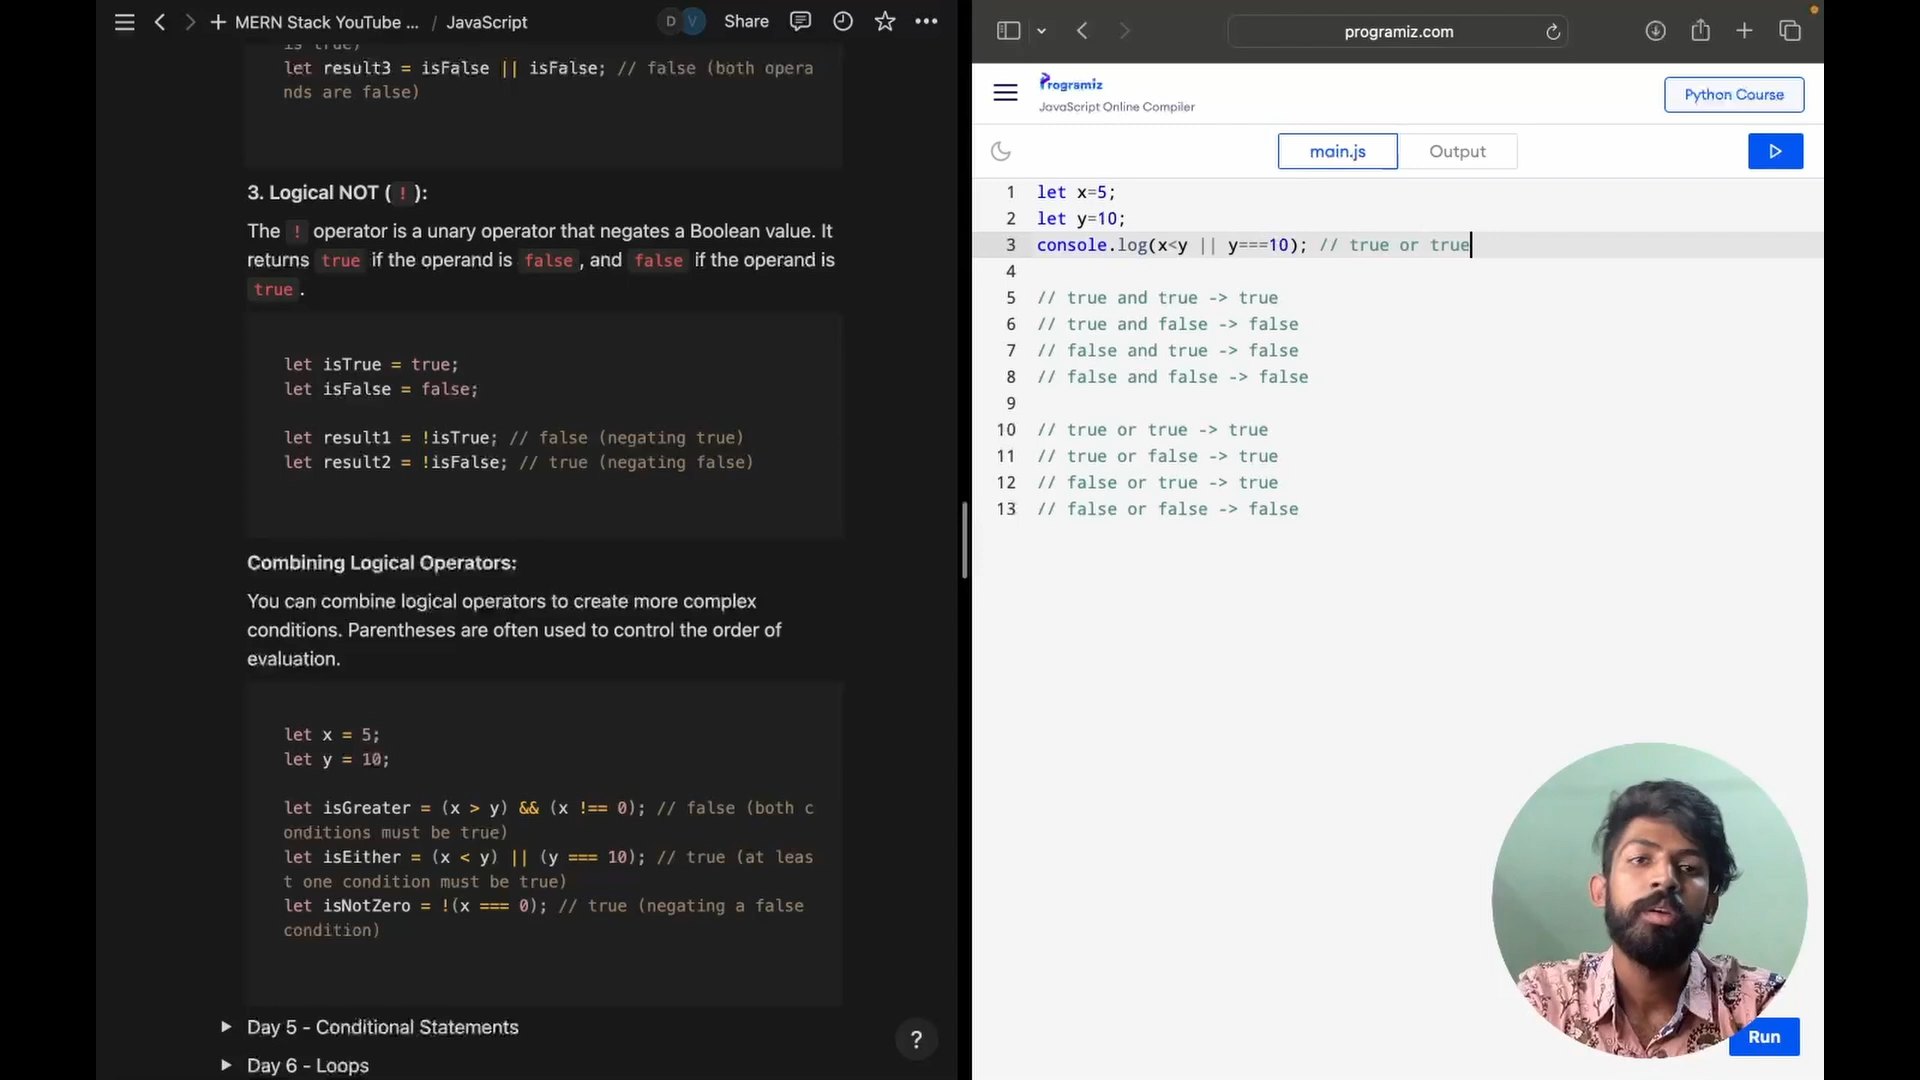 MERN Stack YouTube ... / JavaScript
D V Share
is true)
let result3 = isFalse || isFalse; // false (both opera
nds are false)
3. Logical NOT ( ! ):
The ! operator is a unary operator that negates a Boolean value. It
returns true if the operand is false , and false if the operand is
true .
let isTrue = true;
let isFalse = false;
let result1 = !isTrue; // false (negating true)
let result2 = !isFalse; // true (negating false)
Combining Logical Operators:
You can combine logical operators to create more complex
conditions. Parentheses are often used to control the order of
evaluation.
let x = 5;
let y = 10;
let isGreater = (x > y) && (x !== 0); // false (both c
onditions must be true)
let isEither = (x < y) || (y === 10); // true (at leas
t one condition must be true)
let isNotZero = !(x === 0); // true (negating a false
condition)
Day 5 - Conditional Statements
Day 6 - Loops
?
programiz.com
Programiz
JavaScript Online Compiler
Python Course
main.js
Output
1 let x=5;
2 let y=10;
3 console.log(x<y || y===10); // true or true
4
5 // true and true -> true
6 // true and false -> false
7 // false and true -> false
8 // false and false -> false
9
10 // true or true -> true
11 // true or false -> true
12 // false or true -> true
13 // false or false -> false
Run